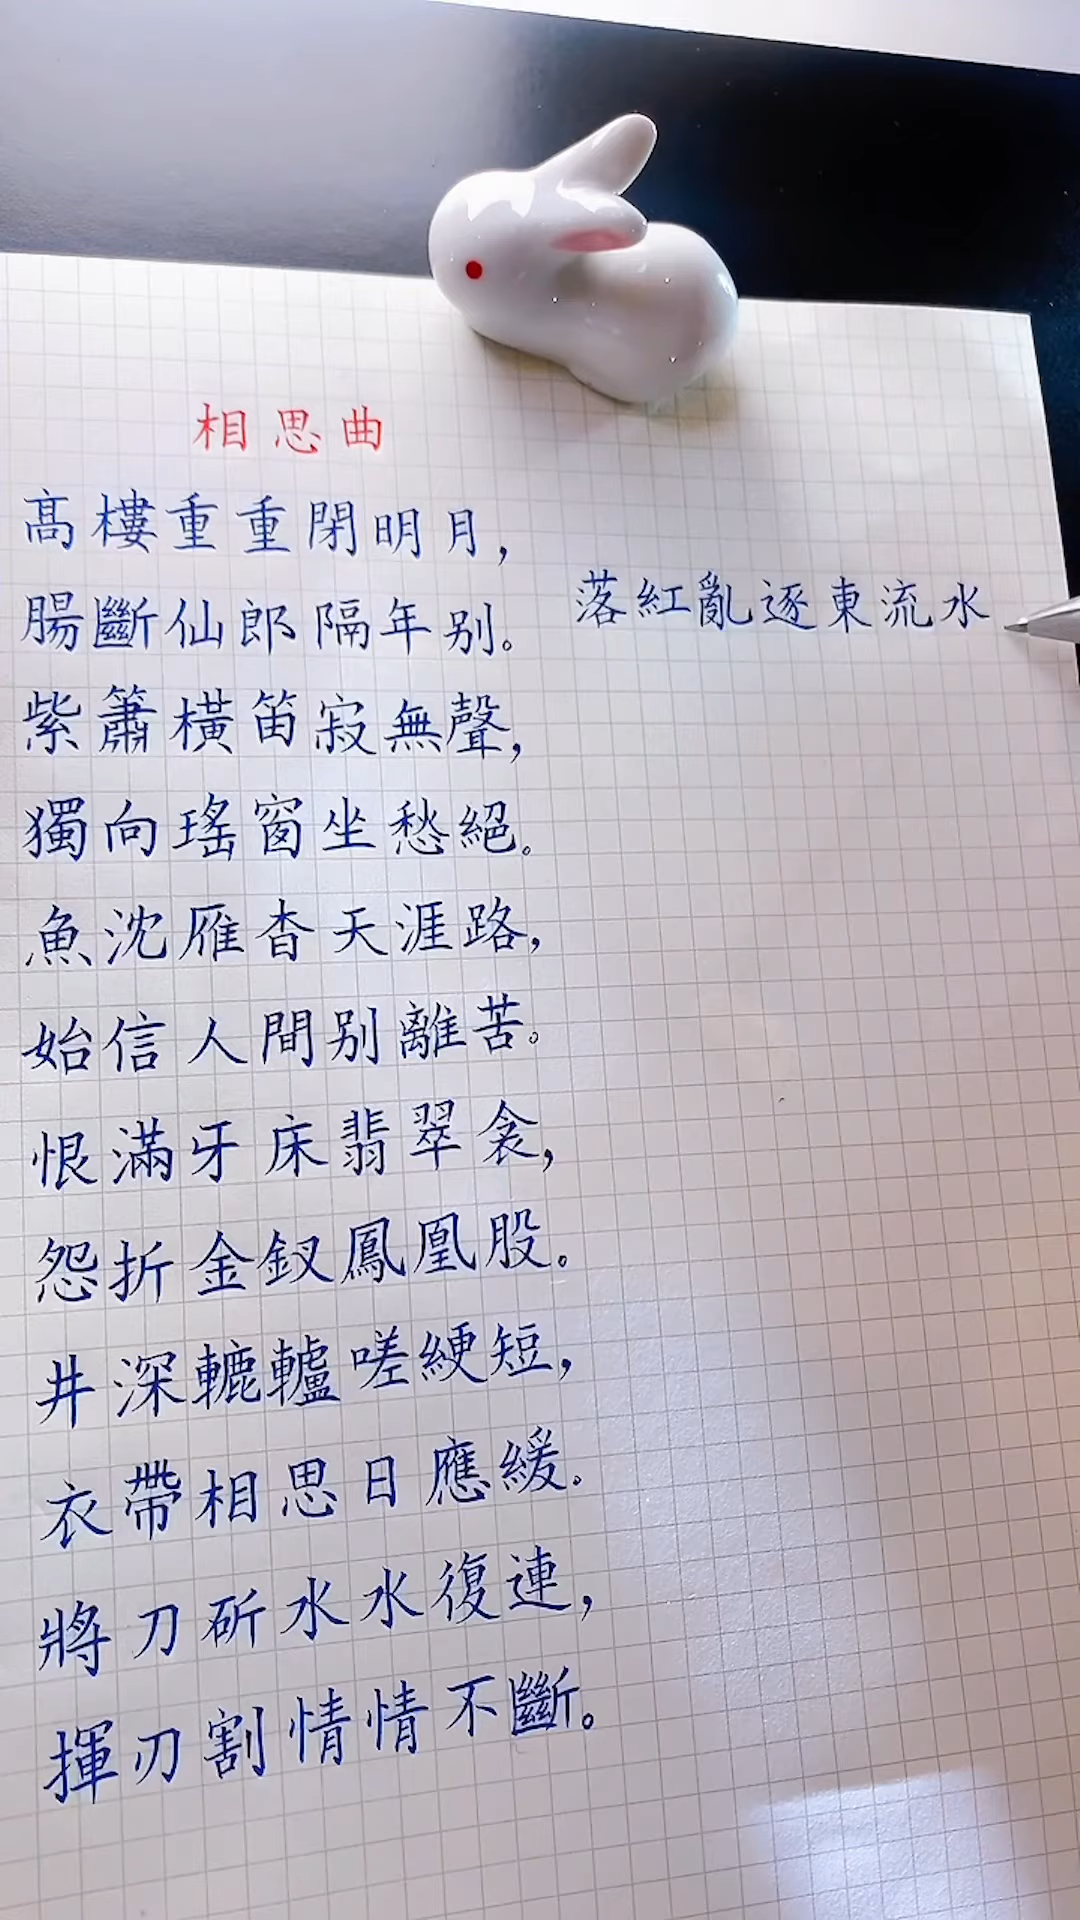 相思曲
高樓重重閉明月，
腸斷仙郎隔年别。
紫簫橫笛寂無聲，
獨向瑤窗坐愁絕。
魚沈雁杳天涯路，
始信人間别離苦。
恨滿牙床翡翠衾，
怨折金釵鳳凰股。
井深轆轤嗟綆短，
衣帶相思日應緩。
將刀斫水水復連，
揮刃割情情不斷。
落紅亂逐東流水